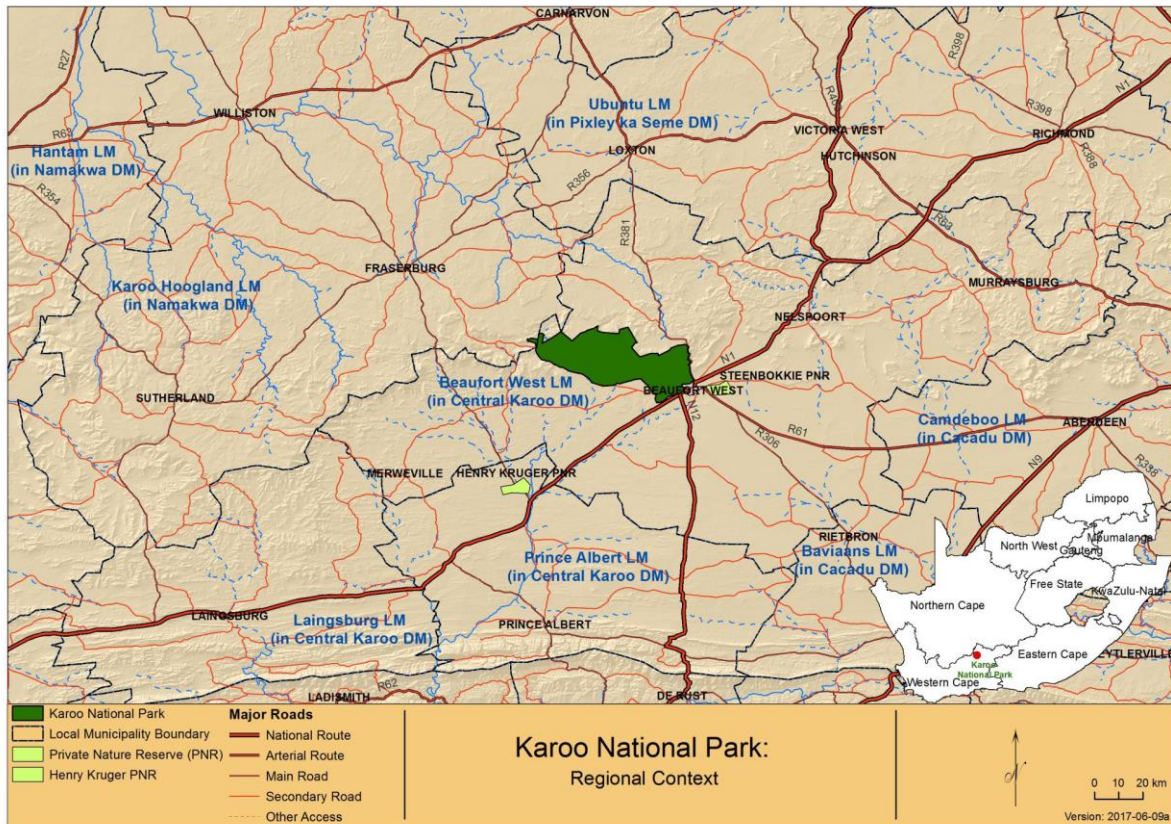 CARNARVON
R27
R398
N1
R63
WILLISTON
Ubuntu LM
(in Pixley ka Seme DM)
R398
VICTORIA WEST
RICHMOND
Hantam LM
(in Namakwa DM)
LOXTON
HUTCHINSON
R388
R354
R356
R381
R63
FRASERBURG
Karoo Hoogland LM
(in Namakwa DM)
MURRAYSBURG
NELSPOORT
N1
Beaufort West LM
(in Central Karoo DM)
STEENBOKKIE PNR
BEAUFORT WEST
SUTHERLAND
N12
R61
R306
Camdeboo LM
(in Cacadu DM)
ABERDEEN
N9
R338
MERWEVILLE
HENRY KRUGER PNR
Prince Albert LM
(in Central Karoo DM)
RIETBRON
Baviaans LM
(in Cacadu DM)
LAINGSBURG
Laingsburg LM
(in Central Karoo DM)
PRINCE ALBERT
LADISMITH
R62
DE RUST
EYTLERVILLE
Limpopo
North West
Mpumalanga
Gauteng
Free State
KwaZulu-Natal
Northern Cape
Eastern Cape
Karoo
National Park
Western Cape
Karoo National Park
Local Municipality Boundary
Private Nature Reserve (PNR)
Henry Kruger PNR
Major Roads
National Route
Arterial Route
Main Road
Secondary Road
Other Access
Karoo National Park:
Regional Context
N
0 10 20 km
Version: 2017-06-09a